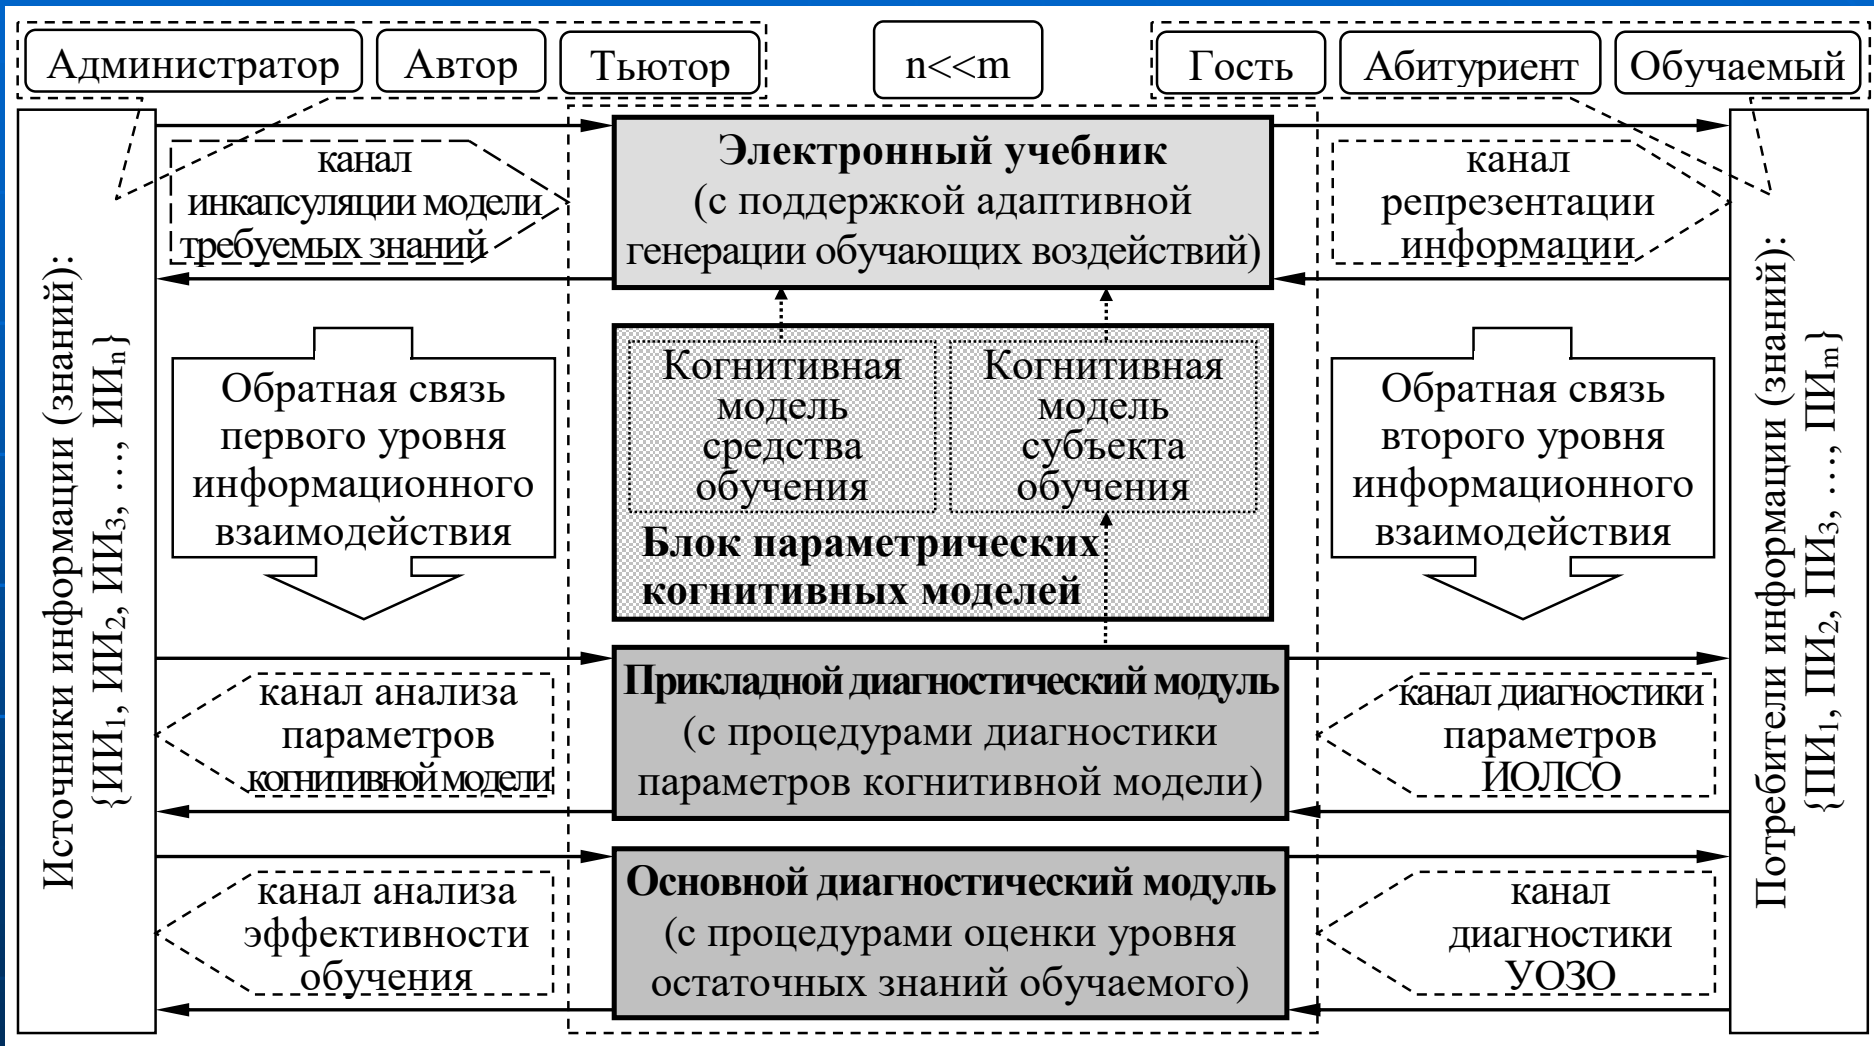 Администратор
Автор
Тьютор
n<<m
Гость
Абитуриент
Обучаемый
Источники информации (знаний):
{ИИ₁, ИИ₂, ИИ₃, …, ИИₙ}
канал
инкапсуляции модели
требуемых знаний
Электронный учебник
(с поддержкой адаптивной
генерации обучающих воздействий)
канал
репрезентации
информации
Обратная связь
первого уровня
информационного
взаимодействия
Когнитивная
модель
средства
обучения
Когнитивная
модель
субъекта
обучения
Блок параметрических
когнитивных моделей
Обратная связь
второго уровня
информационного
взаимодействия
канал анализа
параметров
когнитивной модели
Прикладной диагностический модуль
(с процедурами диагностики
параметров когнитивной модели)
канал диагностики
параметров
ИОЛСО
канал анализа
эффективности
обучения
Основной диагностический модуль
(с процедурами оценки уровня
остаточных знаний обучаемого)
канал
диагностики
УОЗО
Потребители информации (знаний):
{ПИ₁, ПИ₂, ПИ₃, …, ПИₘ}